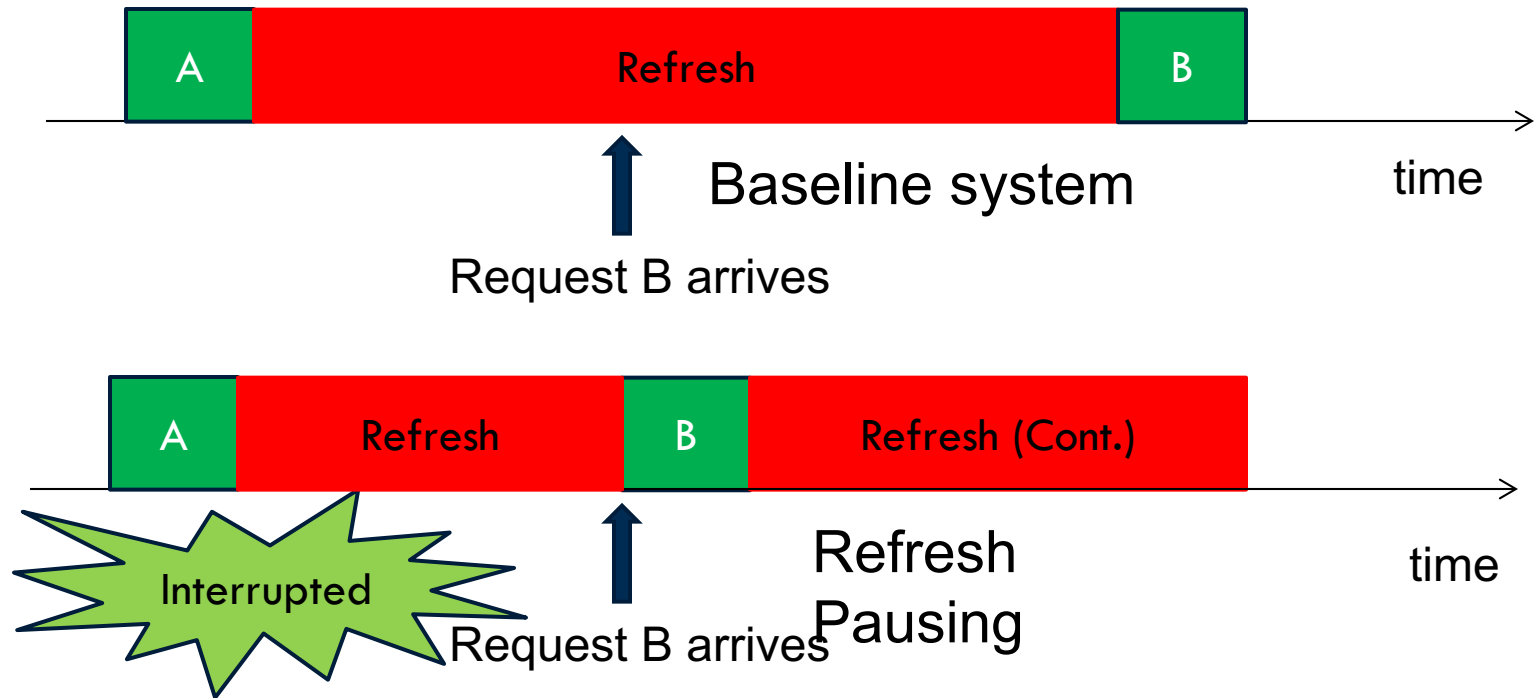 A
Refresh
B
Baseline system
time
Request B arrives
A
Refresh
B
Refresh (Cont.)
Interrupted
Refresh
Pausing
time
Request B arrives